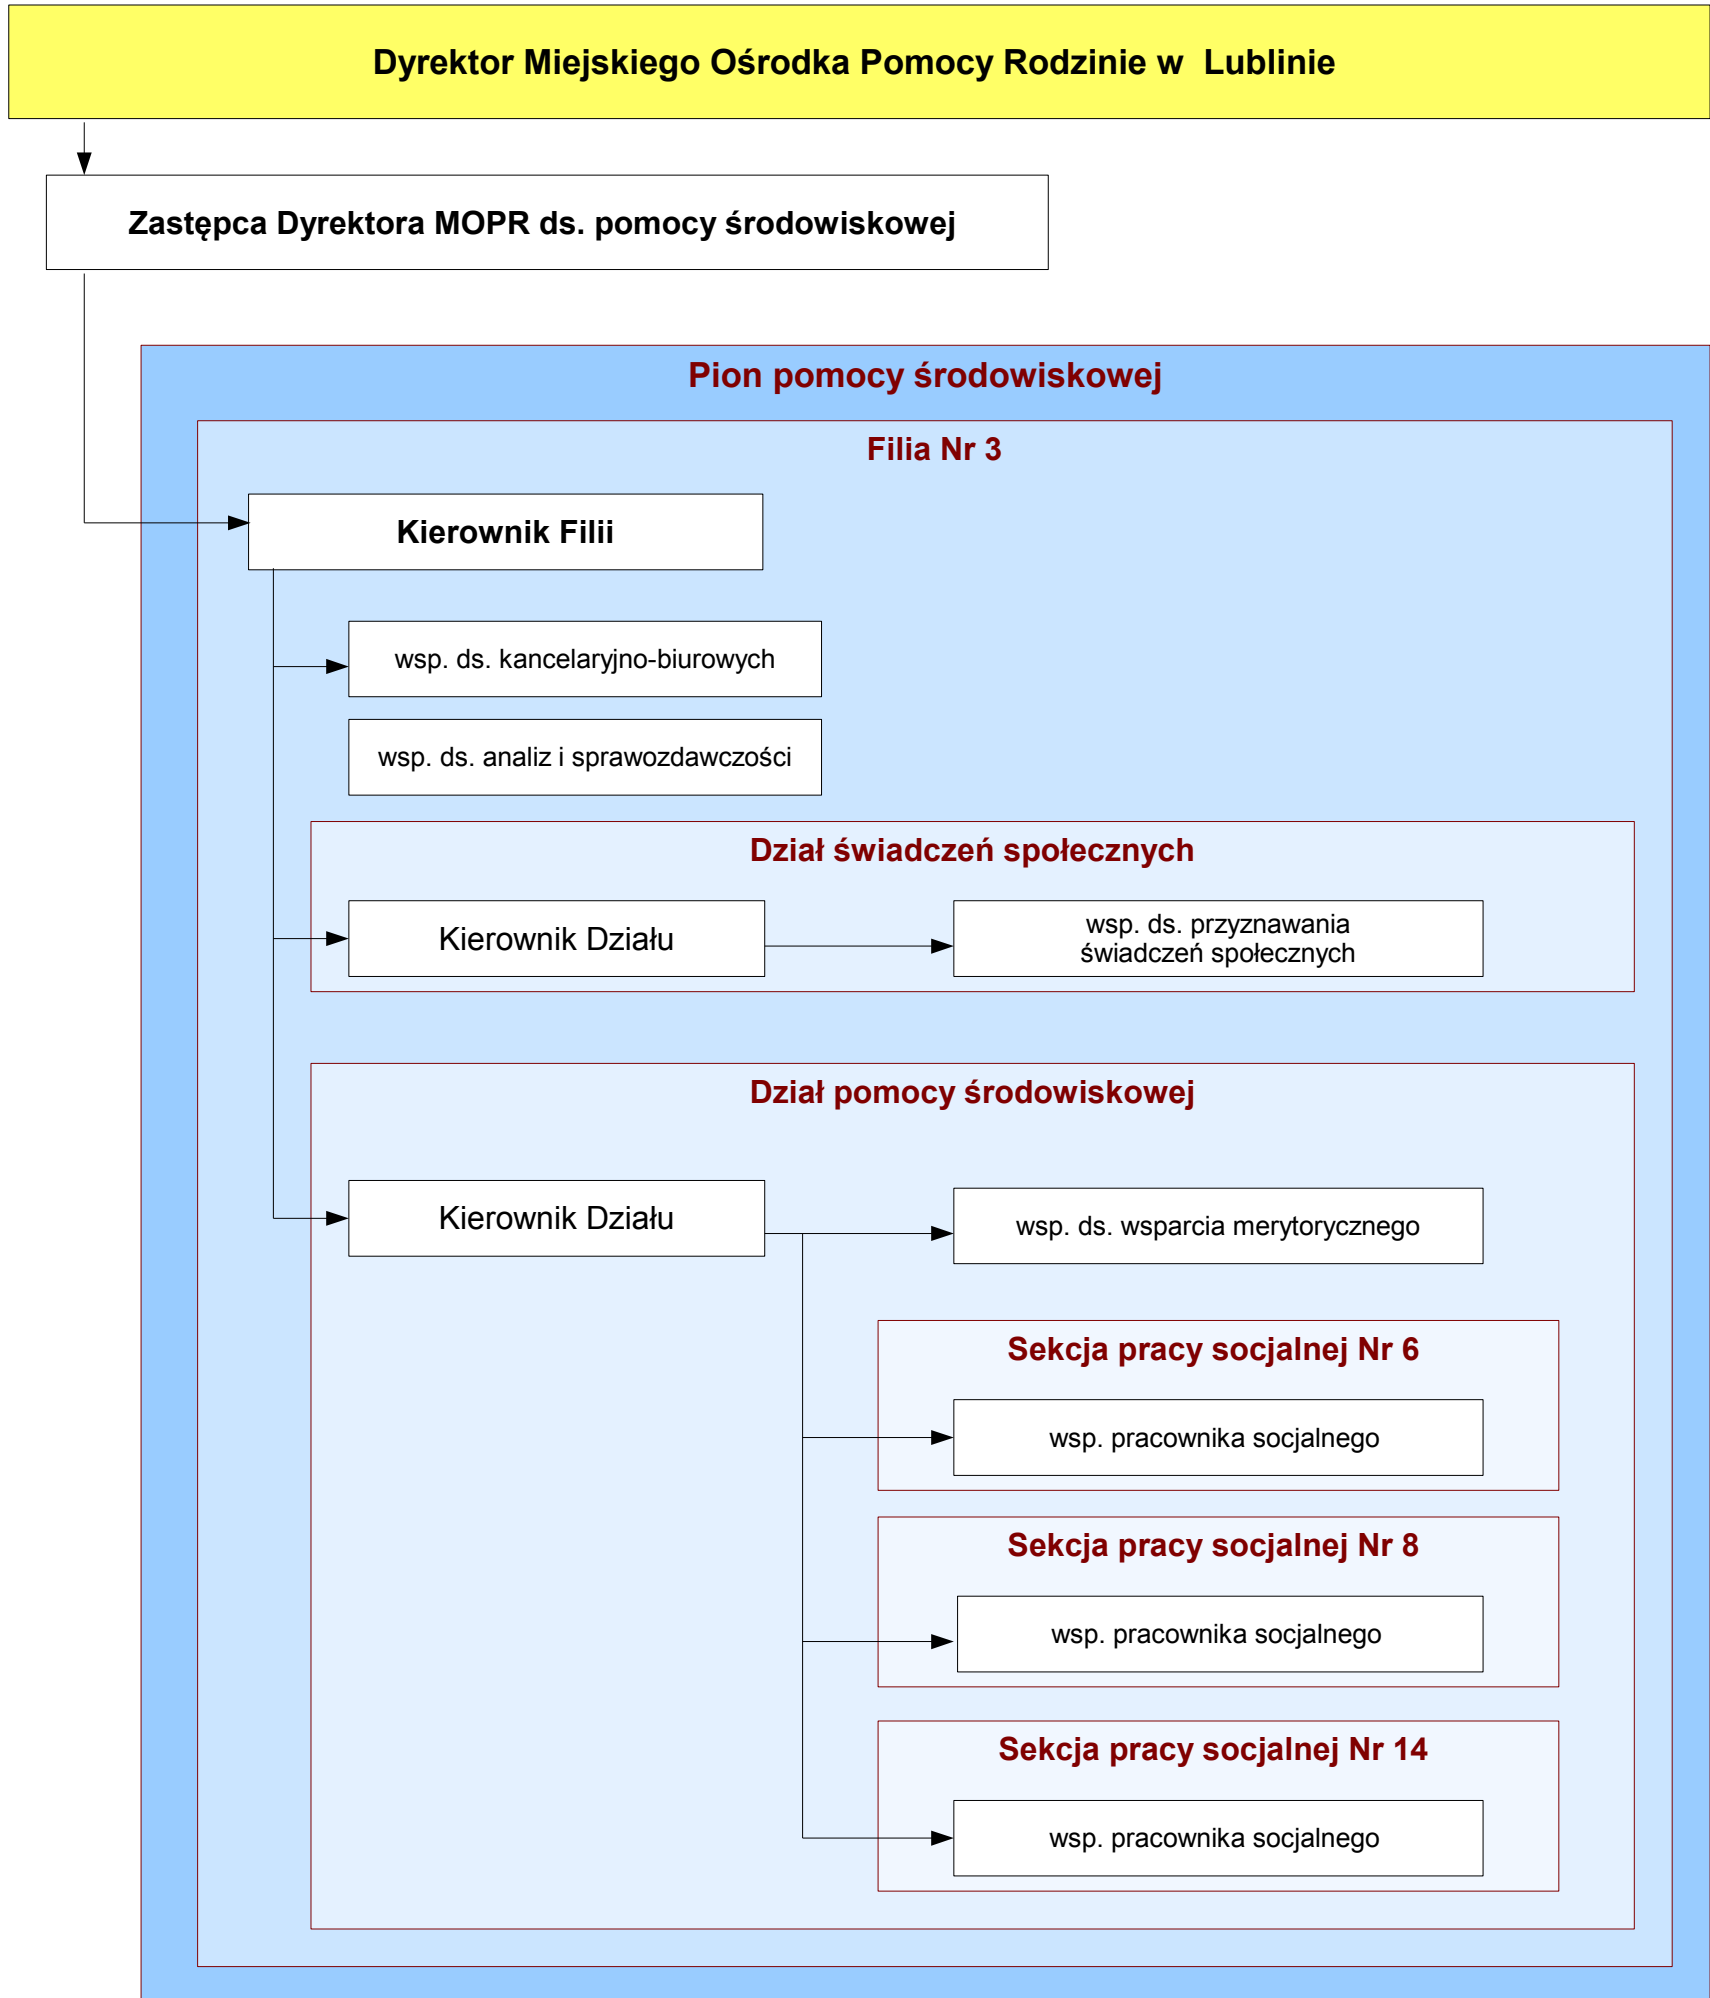 Dyrektor Miejskiego Ośrodka Pomocy Rodzinie w Lublinie
Zastępca Dyrektora MOPR ds. pomocy środowiskowej
Pion pomocy środowiskowej
Filia Nr 3
Kierownik Filii
wsp. ds. kancelaryjno-biurowych
wsp. ds. analiz i sprawozdawczości
Dział świadczeń społecznych
Kierownik Działu
wsp. ds. przyznawania
świadczeń społecznych
Dział pomocy środowiskowej
Kierownik Działu
wsp. ds. wsparcia merytorycznego
Sekcja pracy socjalnej Nr 6
wsp. pracownika socjalnego
Sekcja pracy socjalnej Nr 8
wsp. pracownika socjalnego
Sekcja pracy socjalnej Nr 14
wsp. pracownika socjalnego